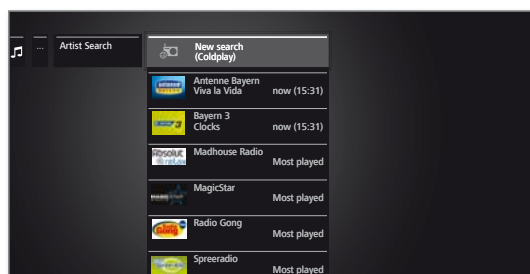 ... Artist Search
New search
(Coldplay)
Antenne Bayern
Viva la Vida now (15:31)
Bayern 3
Clocks now (15:31)
Madhouse Radio
Most played
MagicStar
Most played
Radio Gong
Most played
Spreeradio
Most played